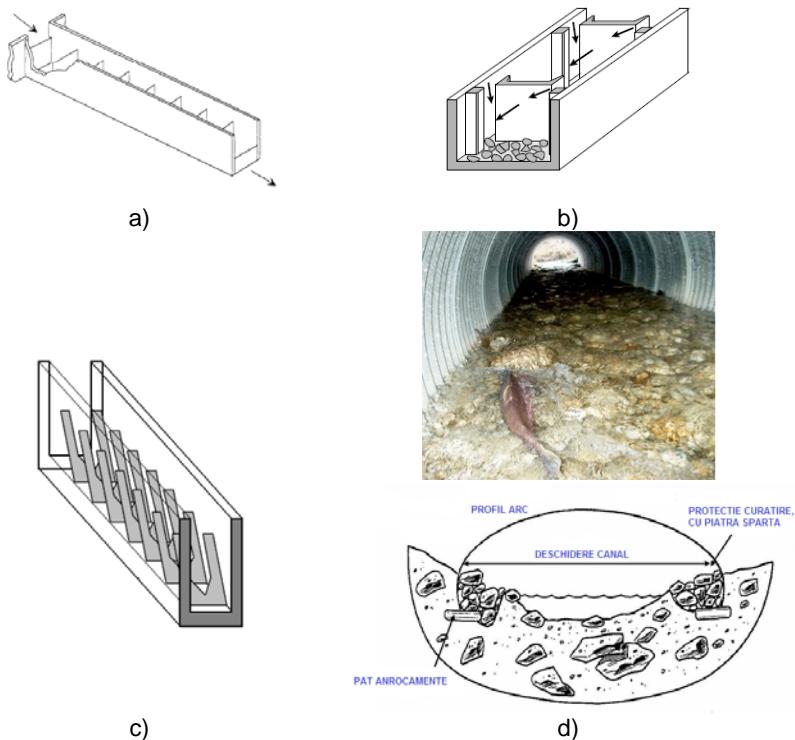 a)
b)
PROFIL ARC
PROTECTIE CURATIRE,
CU PIATRA SPARTA
DESCHIDERE CANAL
PAT ANROCAMENTE
c)
d)